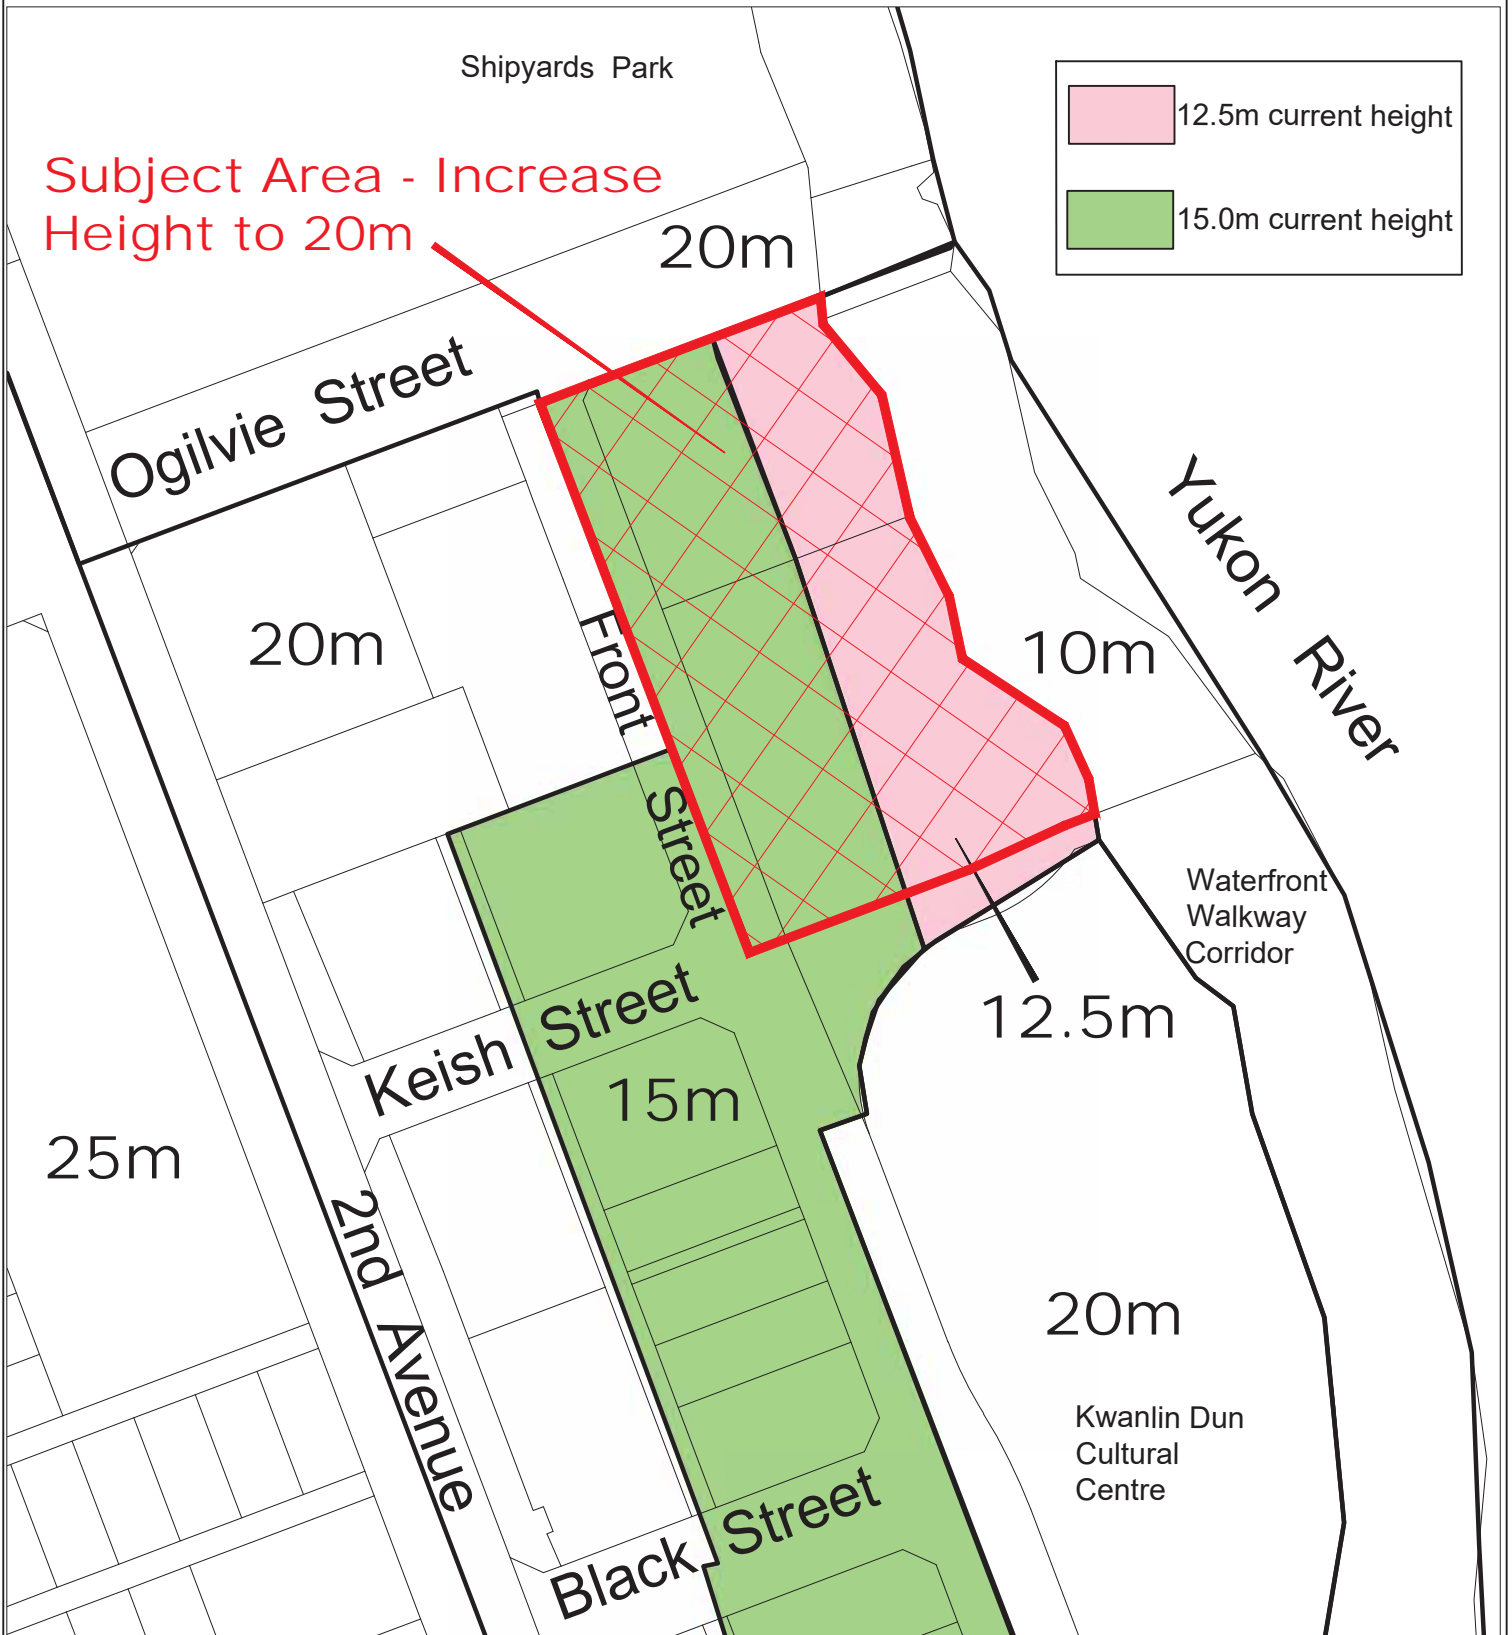 Shipyards Park
12.5m current height
15.0m current height
Subject Area - Increase
Height to 20m
20m
Ogilvie Street
Yukon River
20m
Front Street
10m
Waterfront
Walkway
Corridor
12.5m
Keish Street
15m
25m
2nd Avenue
20m
Kwanlin Dun
Cultural
Centre
Black Street